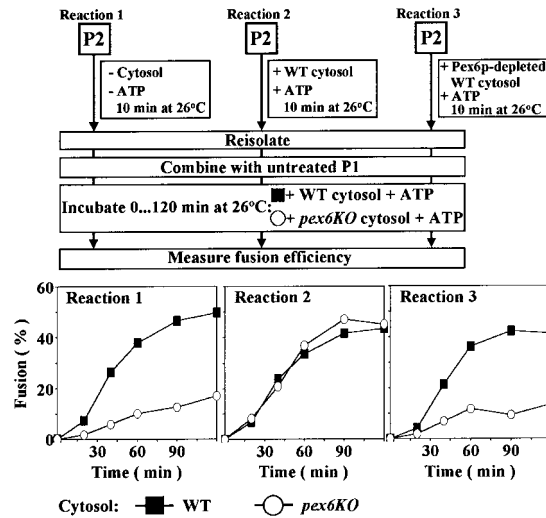 Reaction 1 Reaction 2 Reaction 3
P2 P2 P2
- Cytosol
- ATP
10 min at 26°C
+ WT cytosol
+ ATP
10 min at 26°C
+ Pex6p-depleted
WT cytosol
+ ATP
10 min at 26°C
Reisolate
Combine with untreated P1
Incubate 0...120 min at 26°C: ■ + WT cytosol + ATP
○ + pex6KO cytosol + ATP
Measure fusion efficiency
Fusion ( % )
60
40
20
0
Reaction 1
30 60 90
Time ( min )
Reaction 2
30 60 90
Time ( min )
Reaction 3
30 60 90
Time ( min )
Cytosol: ■ WT ○ pex6KO